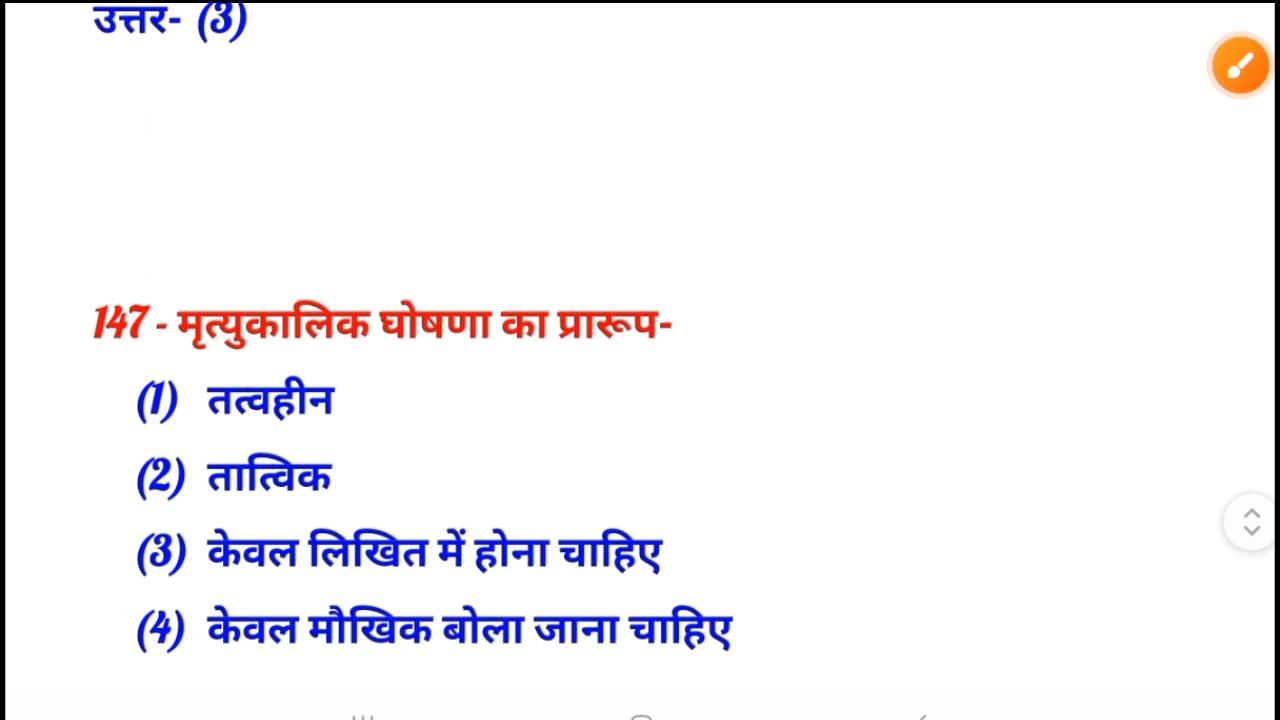 उत्तर- (3)
147 - मृत्युकालिक घोषणा का प्रारूप-
(1) तत्वहीन
(2) तात्विक
(3) केवल लिखित में होना चाहिए
(4) केवल मौखिक बोला जाना चाहिए